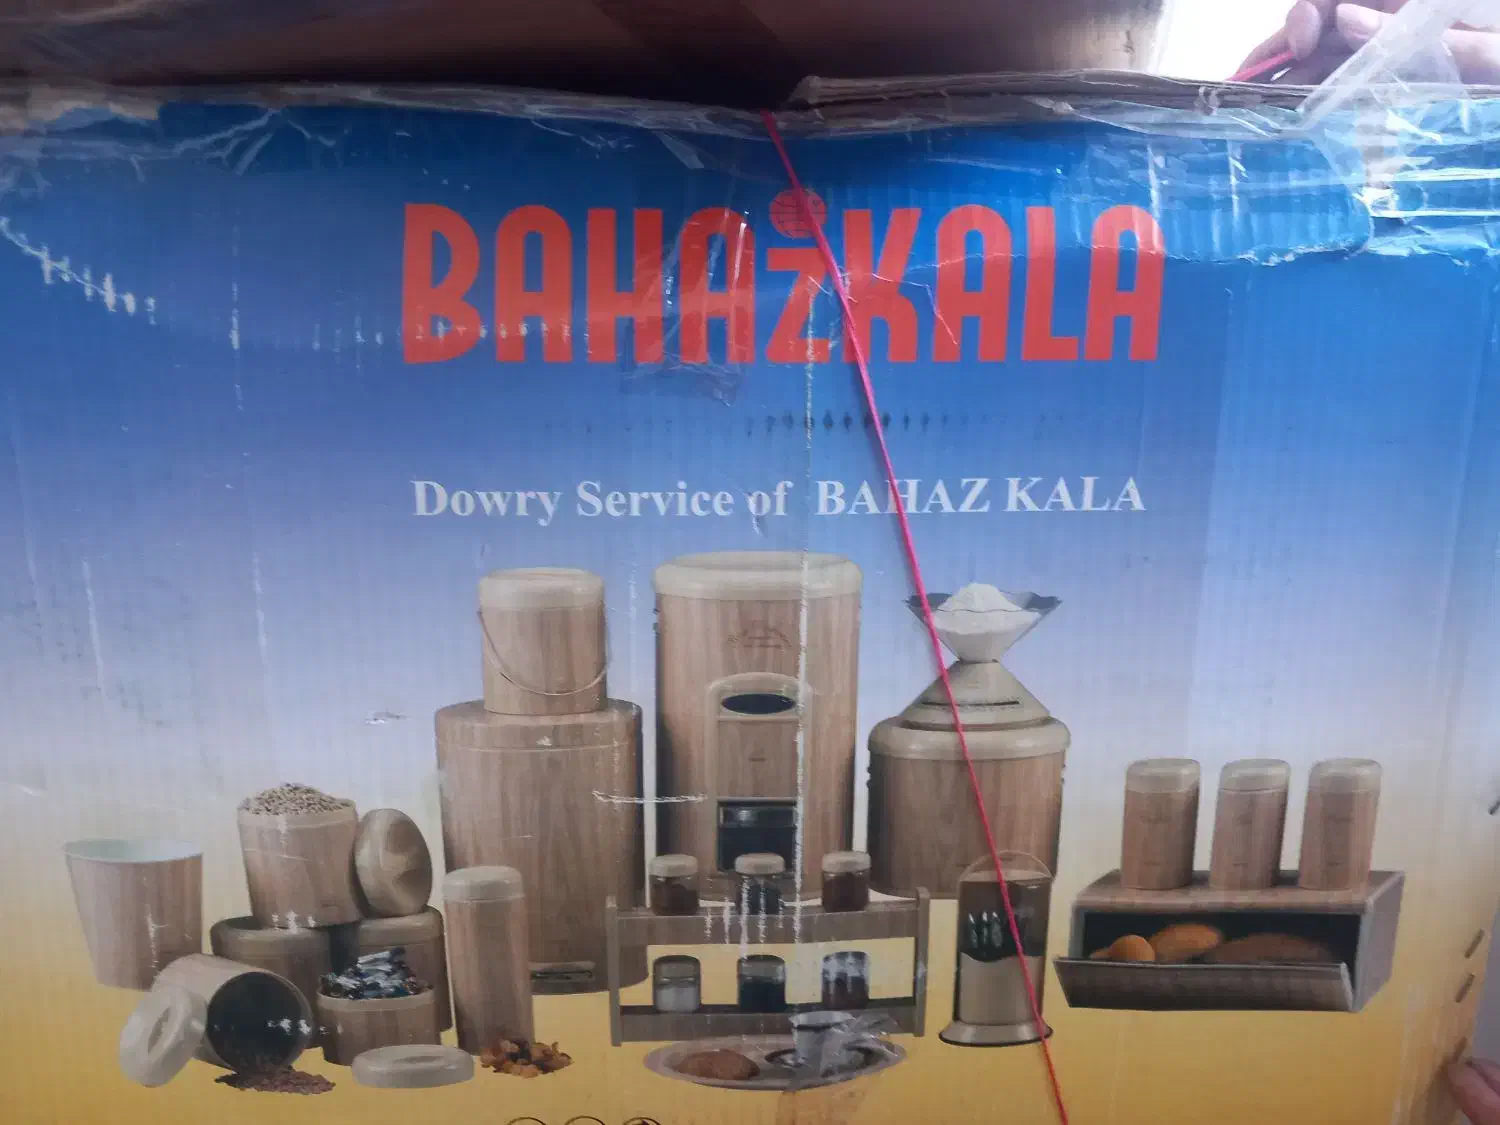 BAHAZKALA
Dowry Service of BAHAZ KALA